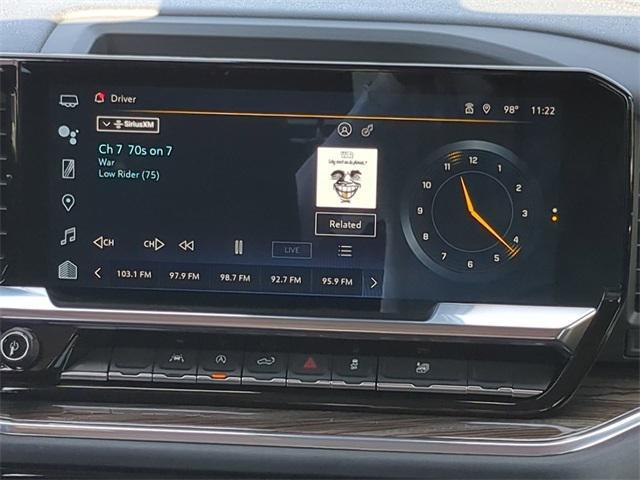 Driver
98° 11:22
SiriusXM
Ch 7 70s on 7
War
Low Rider (75)
Related
CH CH LIVE
103.1 FM 97.9 FM 98.7 FM 92.7 FM 95.9 FM
12
1
2
3
4
5
6
7
8
9
10
11